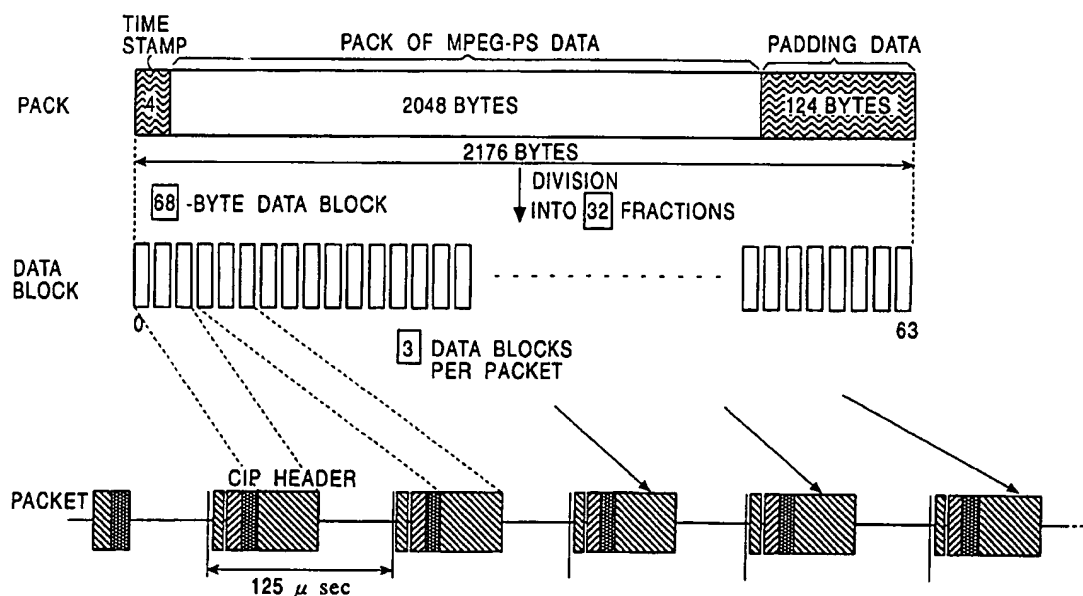 TIME
STAMP
PACK OF MPEG-PS DATA
PADDING DATA
PACK
4
2048 BYTES
124 BYTES
2176 BYTES
68 -BYTE DATA BLOCK
DIVISION
INTO 32 FRACTIONS
DATA
BLOCK
0
63
3 DATA BLOCKS
PER PACKET
CIP HEADER
PACKET
125 μ sec